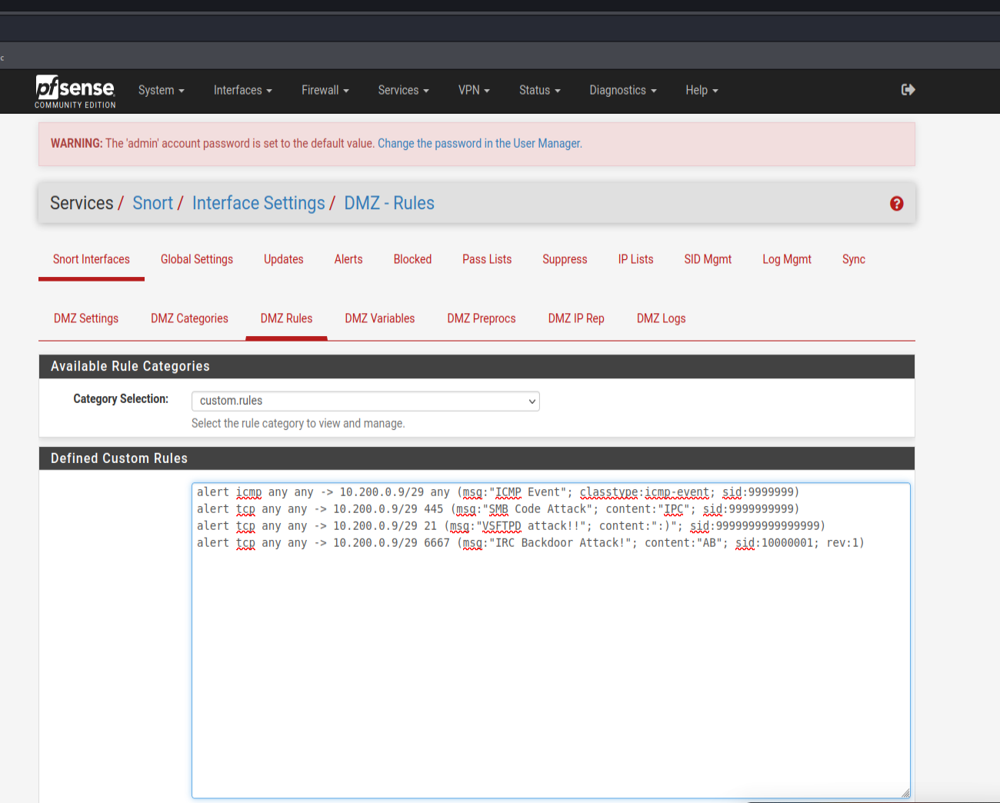 c
pfsense
COMMUNITY EDITION
System Interfaces Firewall Services VPN Status Diagnostics Help
WARNING: The 'admin' account password is set to the default value. Change the password in the User Manager.
Services / Snort / Interface Settings / DMZ - Rules
Snort Interfaces Global Settings Updates Alerts Blocked Pass Lists Suppress IP Lists SID Mgmt Log Mgmt Sync
DMZ Settings DMZ Categories DMZ Rules DMZ Variables DMZ Preprocs DMZ IP Rep DMZ Logs
Available Rule Categories
Category Selection: custom.rules
Select the rule category to view and manage.
Defined Custom Rules
alert icmp any any -> 10.200.0.9/29 any (msg:"ICMP Event"; classtype:icmp-event; sid:9999999)
alert tcp any any -> 10.200.0.9/29 445 (msg:"SMB Code Attack"; content:"IPC"; sid:9999999999)
alert tcp any any -> 10.200.0.9/29 21 (msg:"VSFTPD attack!!"; content:":)"; sid:9999999999999999)
alert tcp any any -> 10.200.0.9/29 6667 (msg:"IRC Backdoor Attack!"; content:"AB"; sid:10000001; rev:1)